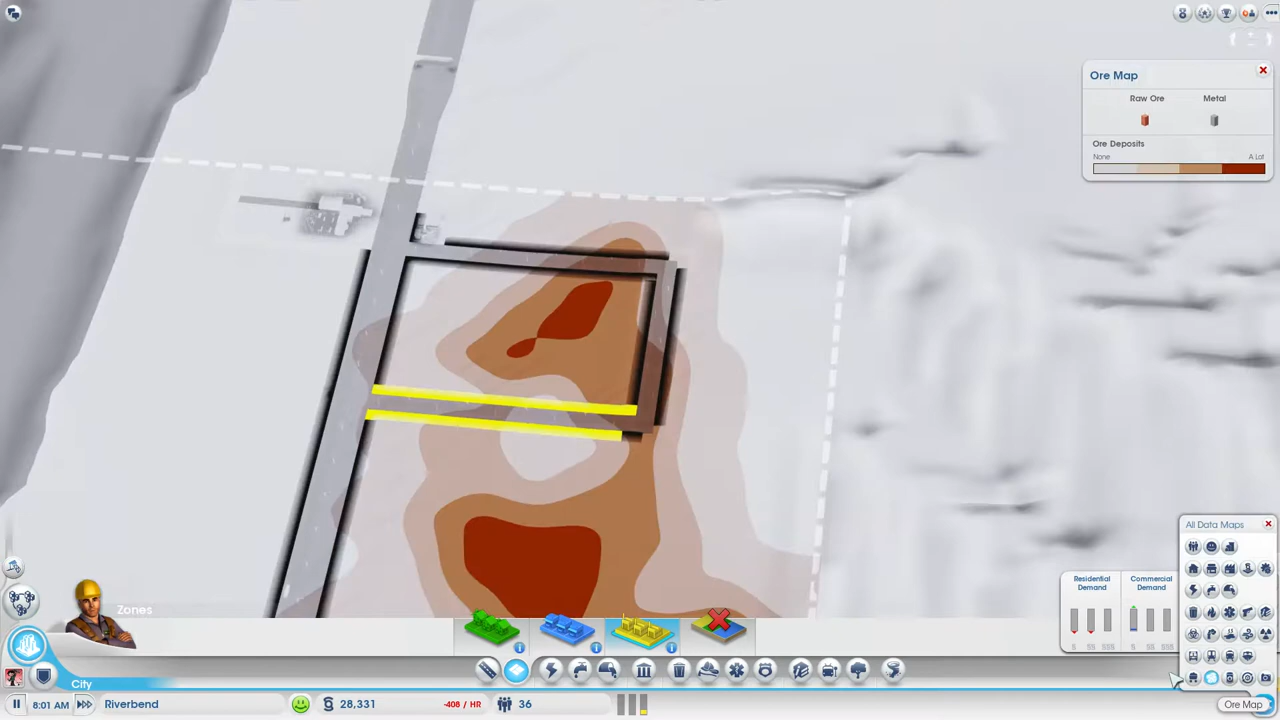 Ore Map
Raw Ore
Metal
Ore Deposits
None
A Lot
All Data Maps
Residential Demand
Commercial Demand
$ $$ $$$
$ $$ $$$
Zones
City
8:01 AM
Riverbend
28,331
-408 / HR
36
Ore Map